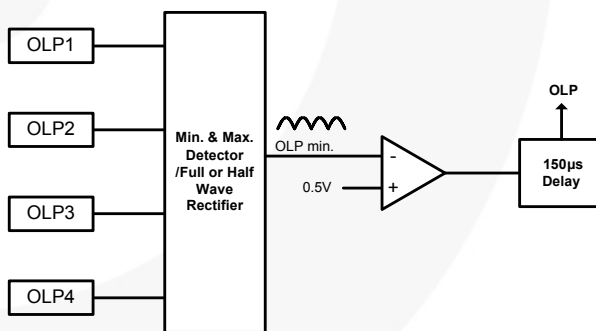 OLP1
OLP2
OLP3
OLP4
Min. & Max.
Detector
/Full or Half
Wave
Rectifier
OLP min.
0.5V
-
+
OLP
150µs
Delay